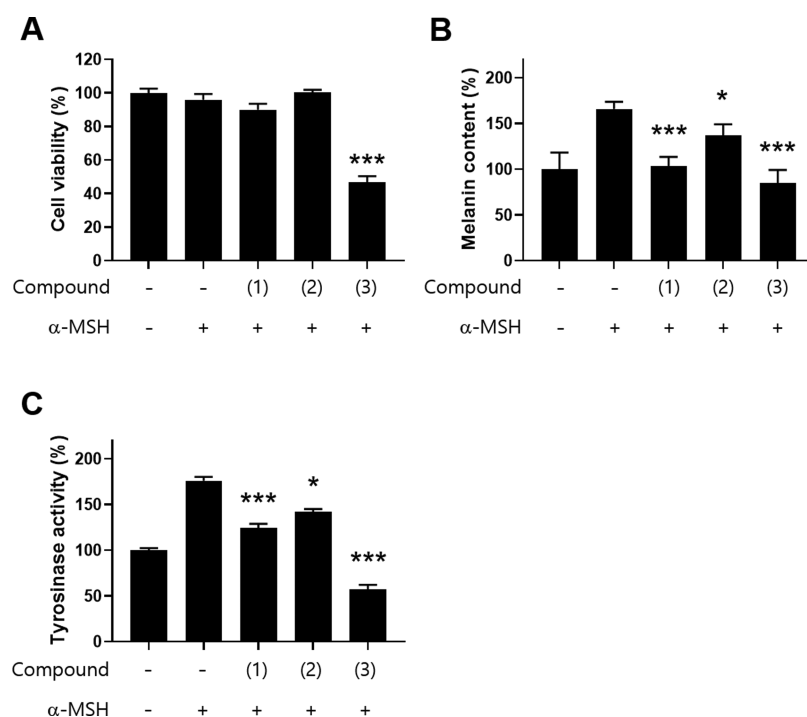 A
Cell viability (%)
120
100
80
60
40
20
0
***
Compound - - (1) (2) (3)
α-MSH - + + + +
B
Melanin content (%)
200
150
100
50
0
*** * ***
Compound - - (1) (2) (3)
α-MSH - + + + +
C
Tyrosinase activity (%)
200
150
100
50
0
*** * ***
Compound - - (1) (2) (3)
α-MSH - + + + +